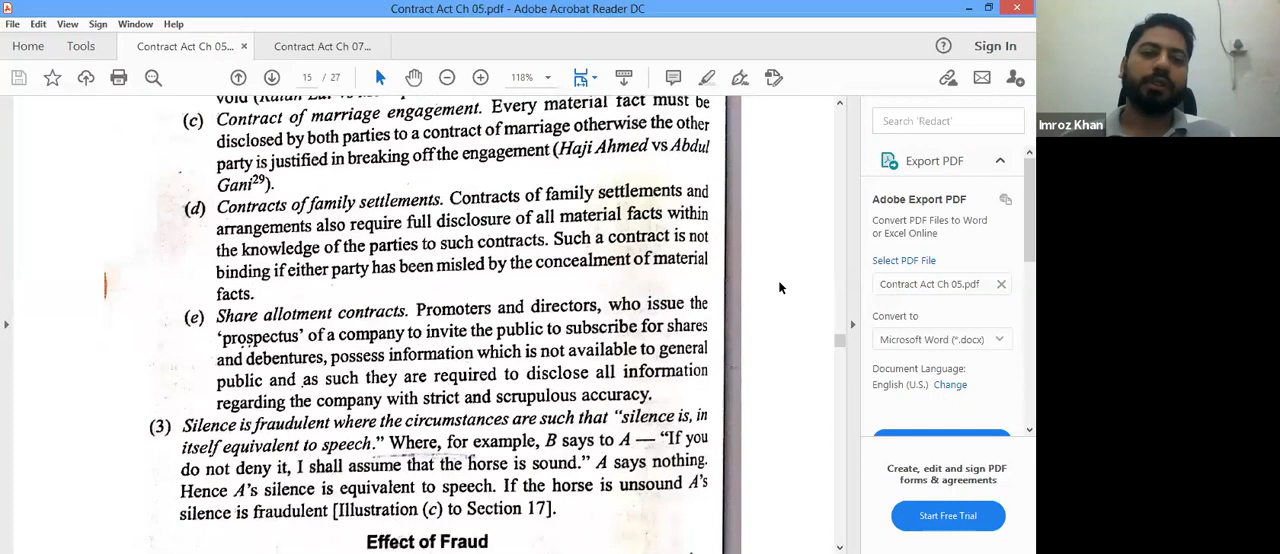 Contract Act Ch 05.pdf - Adobe Acrobat Reader DC
File Edit View Sign Window Help
Home Tools Contract Act Ch 05... × Contract Act Ch 07... Sign In
15 / 27 118%
(c) Contract of marriage engagement. Every material fact must be
disclosed by both parties to a contract of marriage otherwise the other
party is justified in breaking off the engagement (Haji Ahmed vs Abdul
Gani29).
(d) Contracts of family settlements. Contracts of family settlements and
arrangements also require full disclosure of all material facts within
the knowledge of the parties to such contracts. Such a contract is not
binding if either party has been misled by the concealment of material
facts.
(e) Share allotment contracts. Promoters and directors, who issue the
'prospectus' of a company to invite the public to subscribe for shares
and debentures, possess information which is not available to general
public and as such they are required to disclose all information
regarding the company with strict and scrupulous accuracy.
(3) Silence is fraudulent where the circumstances are such that "silence is, in
itself equivalent to speech." Where, for example, B says to A — "If you
do not deny it, I shall assume that the horse is sound." A says nothing.
Hence A's silence is equivalent to speech. If the horse is unsound A's
silence is fraudulent [Illustration (c) to Section 17].
Effect of Fraud
Search 'Redact'
Export PDF
Adobe Export PDF
Convert PDF Files to Word
or Excel Online
Select PDF File
Contract Act Ch 05.pdf
Convert to
Microsoft Word (*.docx)
Document Language:
English (U.S.) Change
Create, edit and sign PDF
forms & agreements
Start Free Trial
Imroz Khan